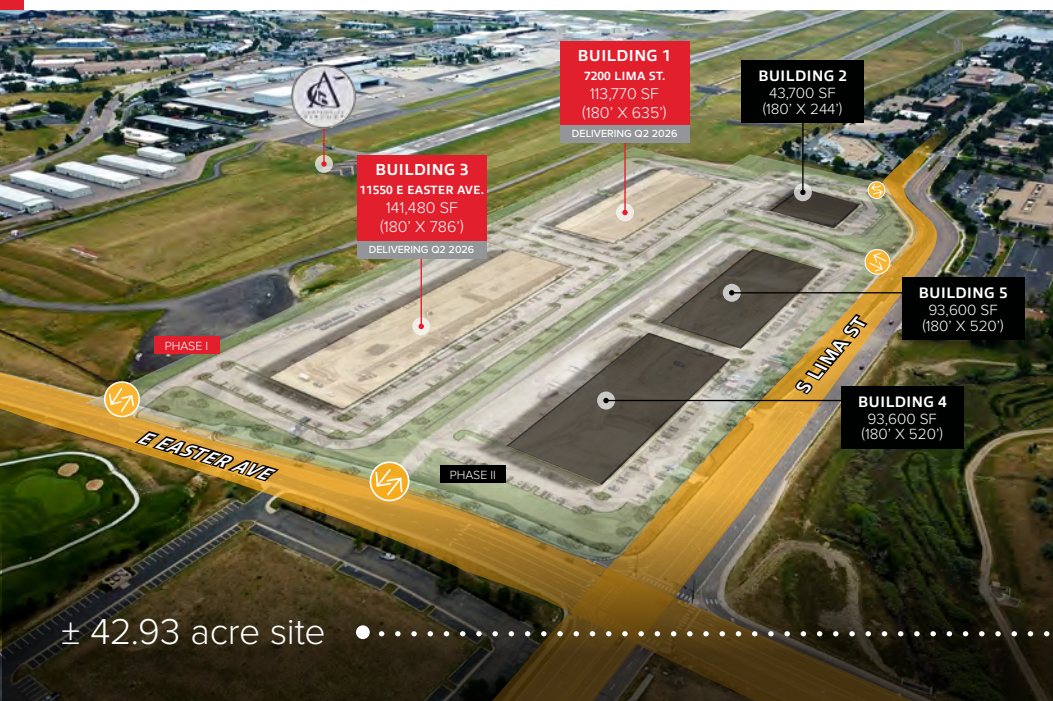 BUILDING 1
7200 LIMA ST.
113,770 SF
(180’ X 635’)
DELIVERING Q2 2026
BUILDING 2
43,700 SF
(180’ X 244’)
BUILDING 3
11550 E EASTER AVE.
141,480 SF
(180’ X 786’)
DELIVERING Q2 2026
BUILDING 5
93,600 SF
(180’ X 520’)
PHASE I
S LIMA ST
BUILDING 4
93,600 SF
(180’ X 520’)
E EASTER AVE
PHASE II
± 42.93 acre site